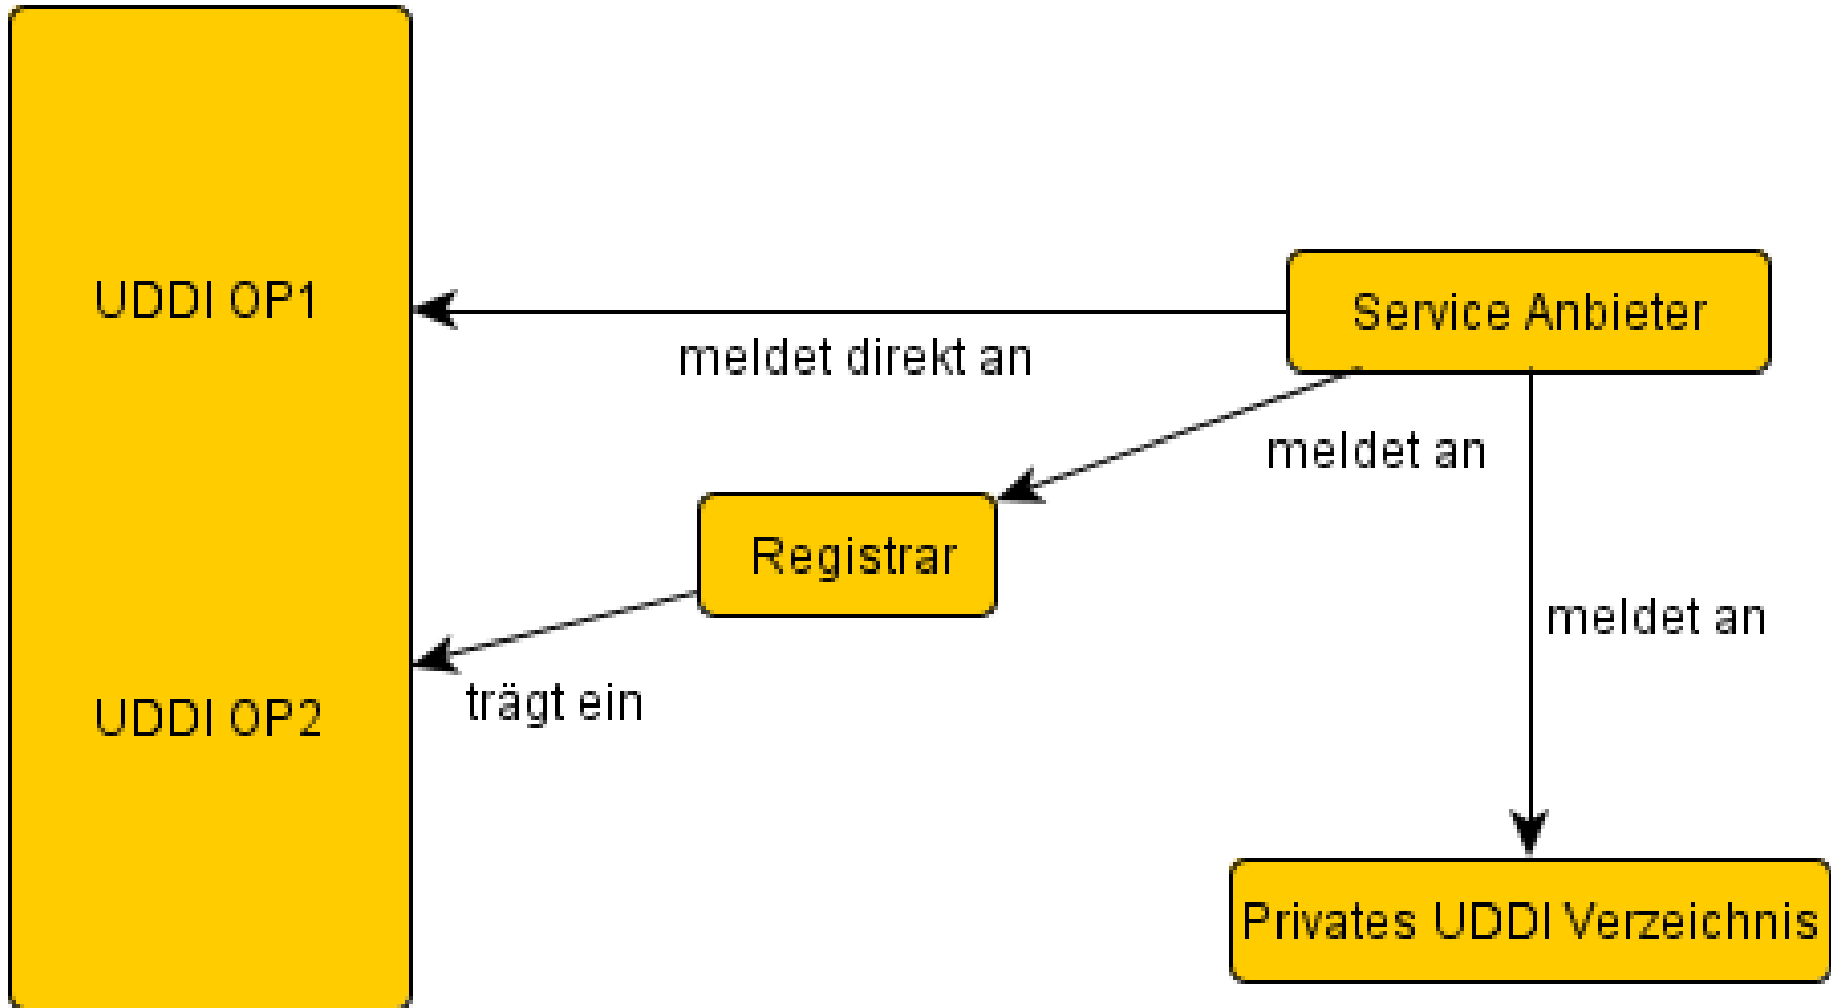 UDDI OP1
Service Anbieter
meldet direkt an
meldet an
Registrar
meldet an
trägt ein
UDDI OP2
Privates UDDI Verzeichnis